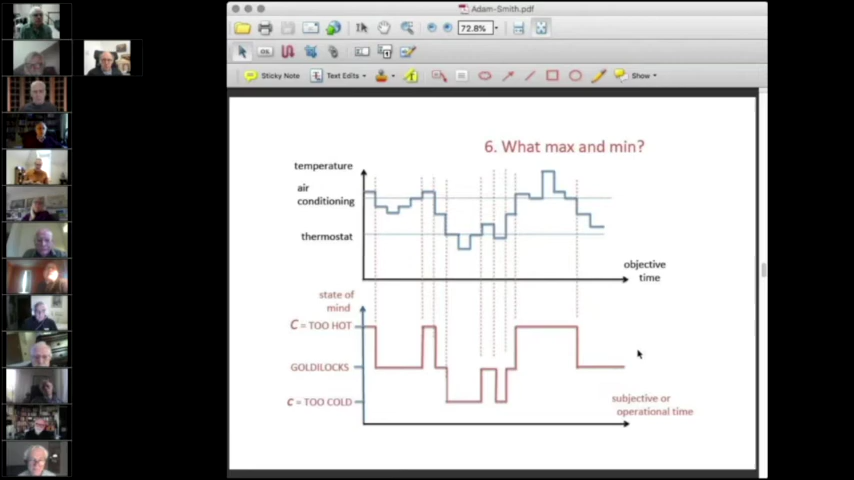 Adam-Smith.pdf
72.8%
Sticky Note
Text Edits
Show
6. What max and min?
temperature
air
conditioning
thermostat
objective
time
state of
mind
C = TOO HOT
GOLDILOCKS
c = TOO COLD
subjective or
operational time